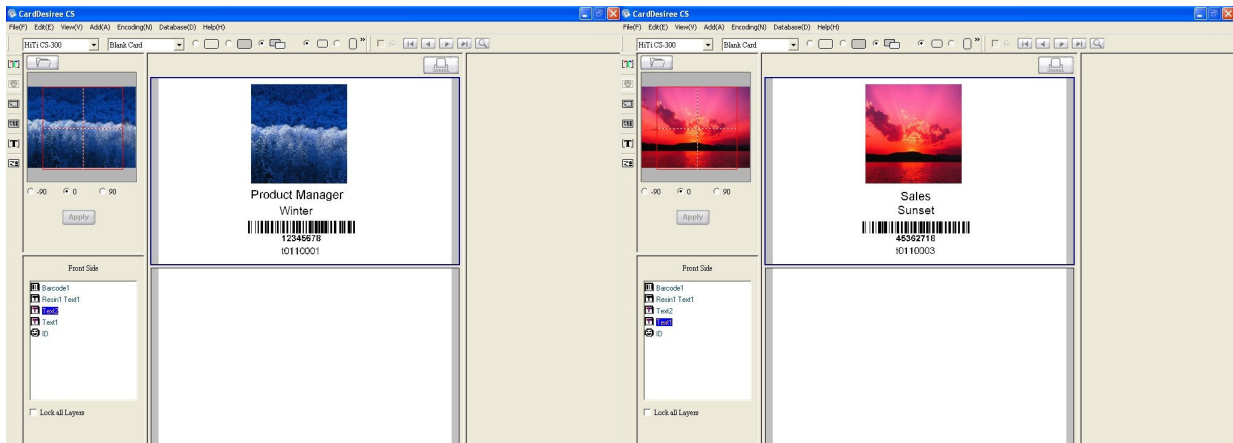 CardDesiree CS
File(F) Edit(E) View(V) Add(A) Encoding(N) Database(D) Help(H)
HiTi CS-300 Blank Card
-90 0 90
Apply
Product Manager
Winter
12345678
t0110001
Front Side
Barcode1
Resin1 Text1
Text2
Text1
ID
Lock all Layers
CardDesiree CS
File(F) Edit(E) View(V) Add(A) Encoding(N) Database(D) Help(H)
HiTi CS-300 Blank Card
-90 0 90
Apply
Sales
Sunset
45362718
t0110003
Front Side
Barcode1
Resin1 Text1
Text2
Text1
ID
Lock all Layers